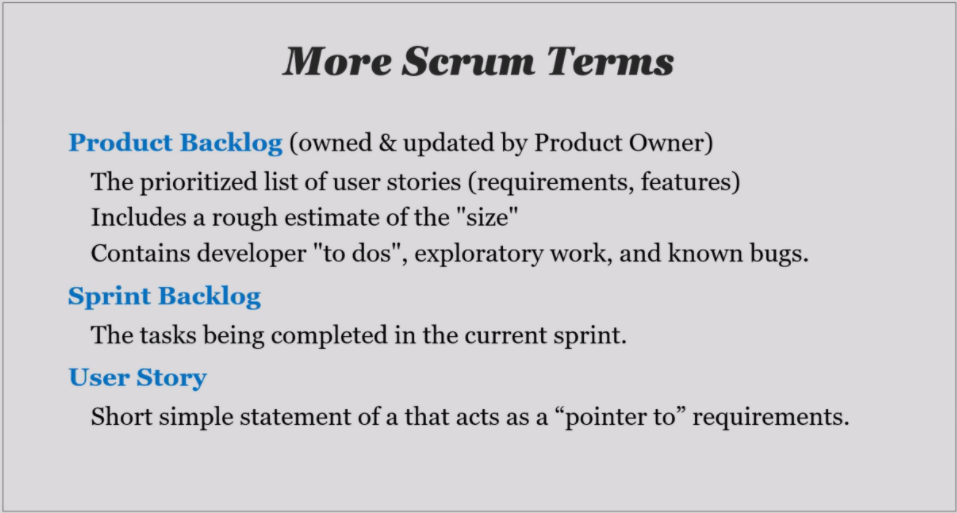 More Scrum Terms
Product Backlog (owned & updated by Product Owner)
The prioritized list of user stories (requirements, features)
Includes a rough estimate of the "size"
Contains developer "to dos", exploratory work, and known bugs.
Sprint Backlog
The tasks being completed in the current sprint.
User Story
Short simple statement of a that acts as a “pointer to” requirements.